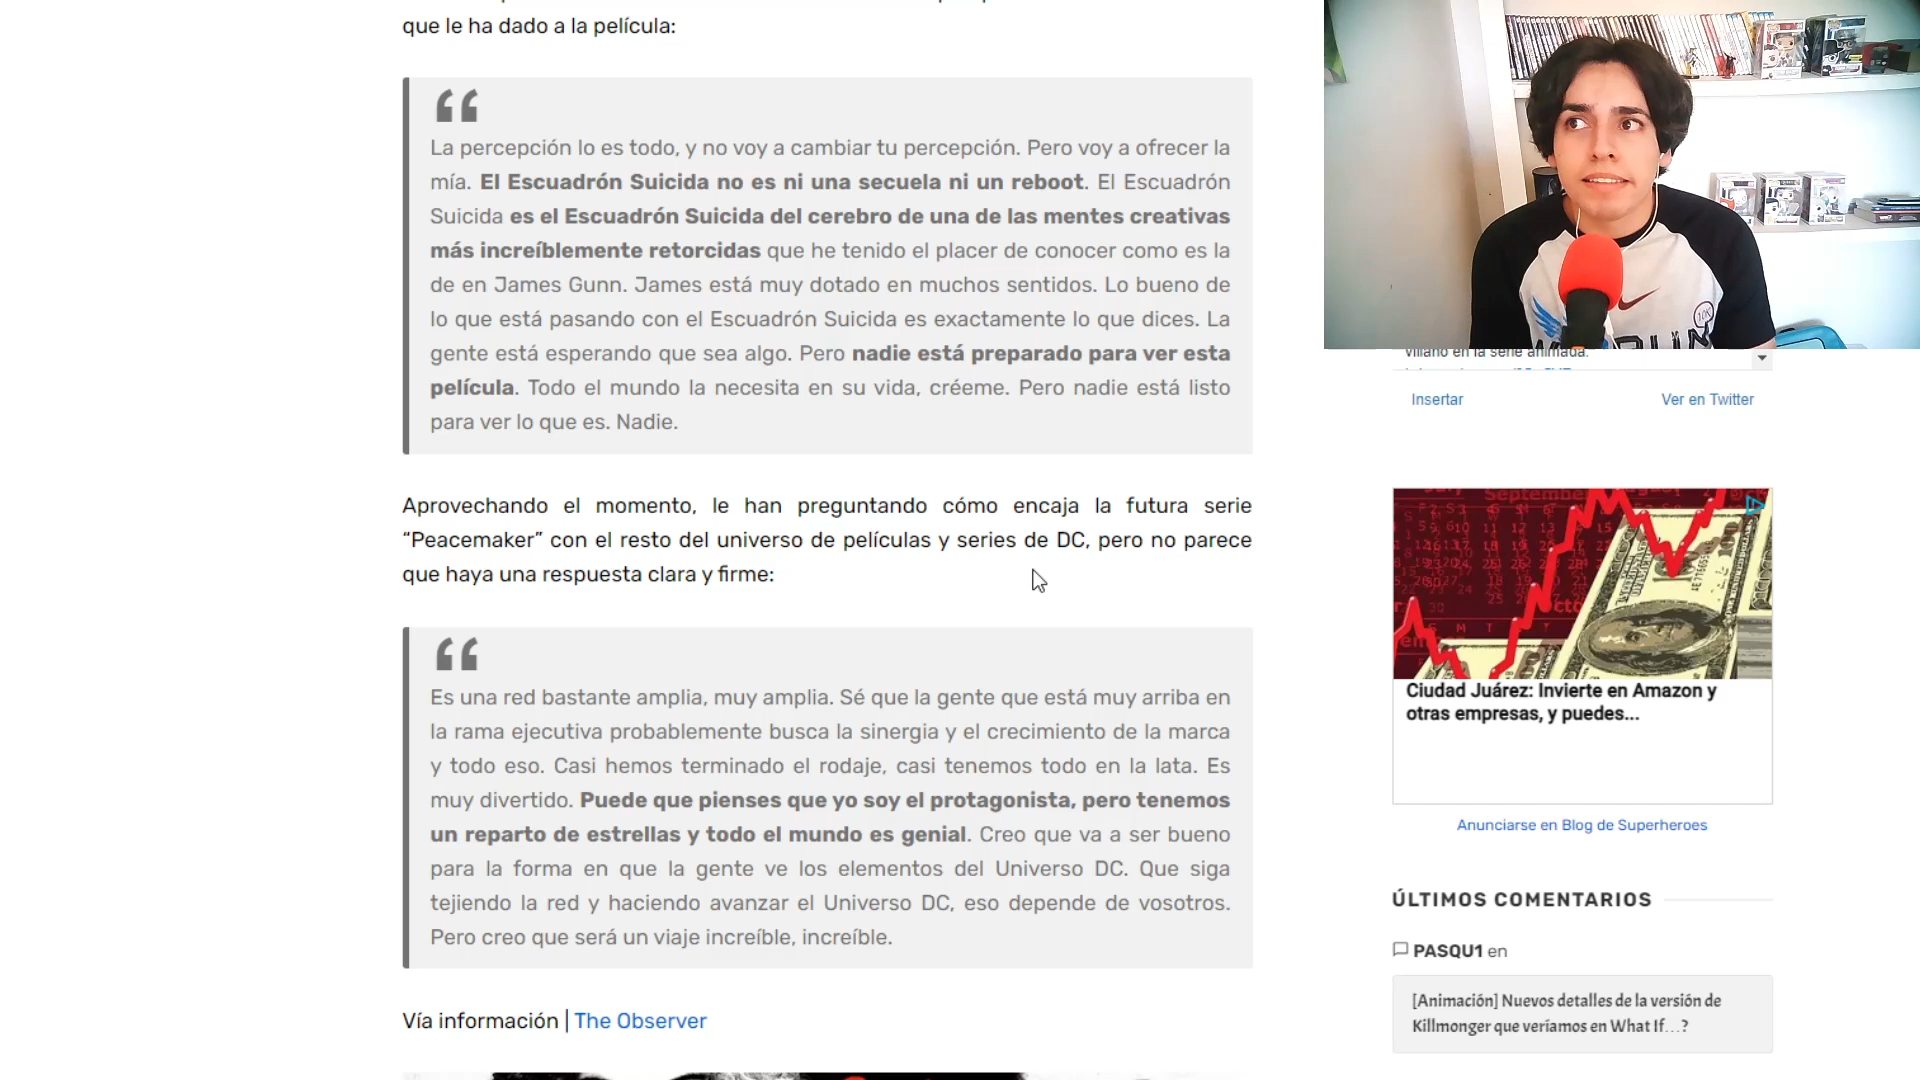 que le ha dado a la película:
La percepción lo es todo, y no voy a cambiar tu percepción. Pero voy a ofrecer la
mía. El Escuadrón Suicida no es ni una secuela ni un reboot. El Escuadrón
Suicida es el Escuadrón Suicida del cerebro de una de las mentes creativas
más increíblemente retorcidas que he tenido el placer de conocer como es la
de en James Gunn. James está muy dotado en muchos sentidos. Lo bueno de
lo que está pasando con el Escuadrón Suicida es exactamente lo que dices. La
gente está esperando que sea algo. Pero nadie está preparado para ver esta
película. Todo el mundo la necesita en su vida, créeme. Pero nadie está listo
para ver lo que es. Nadie.
Aprovechando el momento, le han preguntando cómo encaja la futura serie
“Peacemaker” con el resto del universo de películas y series de DC, pero no parece
que haya una respuesta clara y firme:
Es una red bastante amplia, muy amplia. Sé que la gente que está muy arriba en
la rama ejecutiva probablemente busca la sinergia y el crecimiento de la marca
y todo eso. Casi hemos terminado el rodaje, casi tenemos todo en la lata. Es
muy divertido. Puede que pienses que yo soy el protagonista, pero tenemos
un reparto de estrellas y todo el mundo es genial. Creo que va a ser bueno
para la forma en que la gente ve los elementos del Universo DC. Que siga
tejiendo la red y haciendo avanzar el Universo DC, eso depende de vosotros.
Pero creo que será un viaje increíble, increíble.
Vía información | The Observer
villano en la serie animada.
Insertar
Ver en Twitter
September
Ciudad Juárez: Invierte en Amazon y
otras empresas, y puedes...
Anunciarse en Blog de Superheroes
ÚLTIMOS COMENTARIOS
PASQU1 en
[Animación] Nuevos detalles de la versión de
Killmonger que veríamos en What If…?